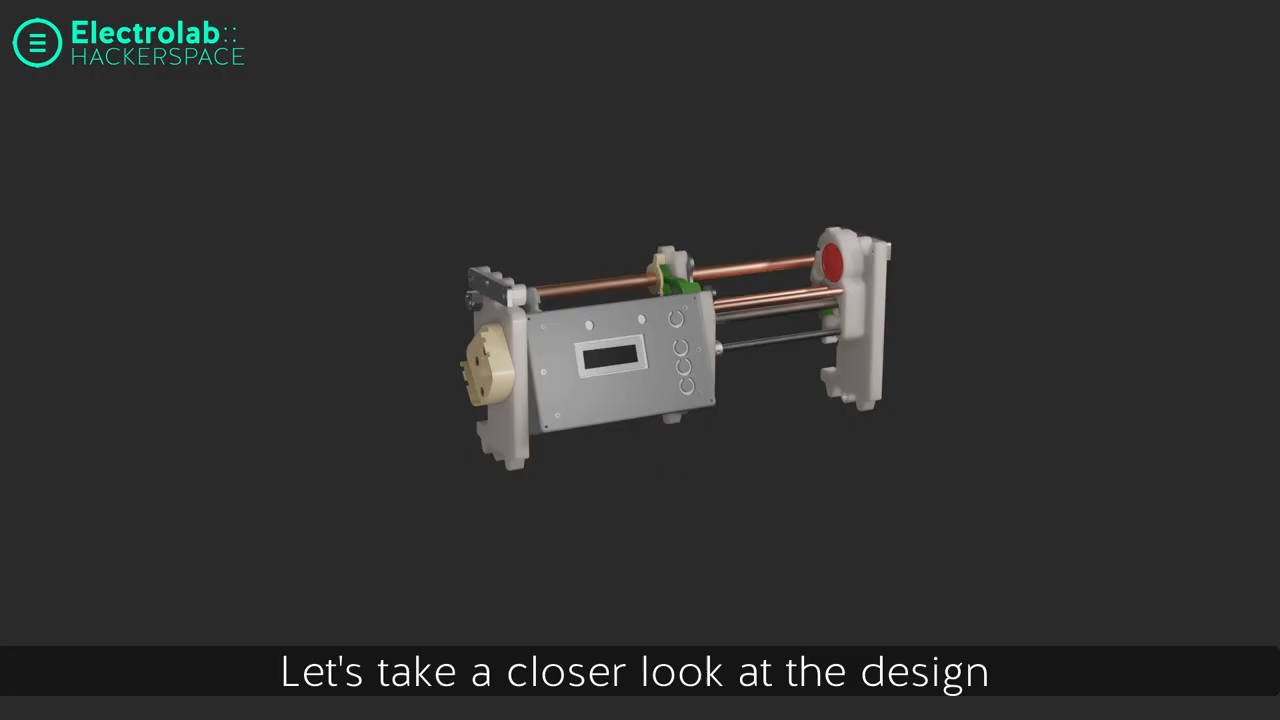 Electrolab::
HACKERSPACE
Let's take a closer look at the design